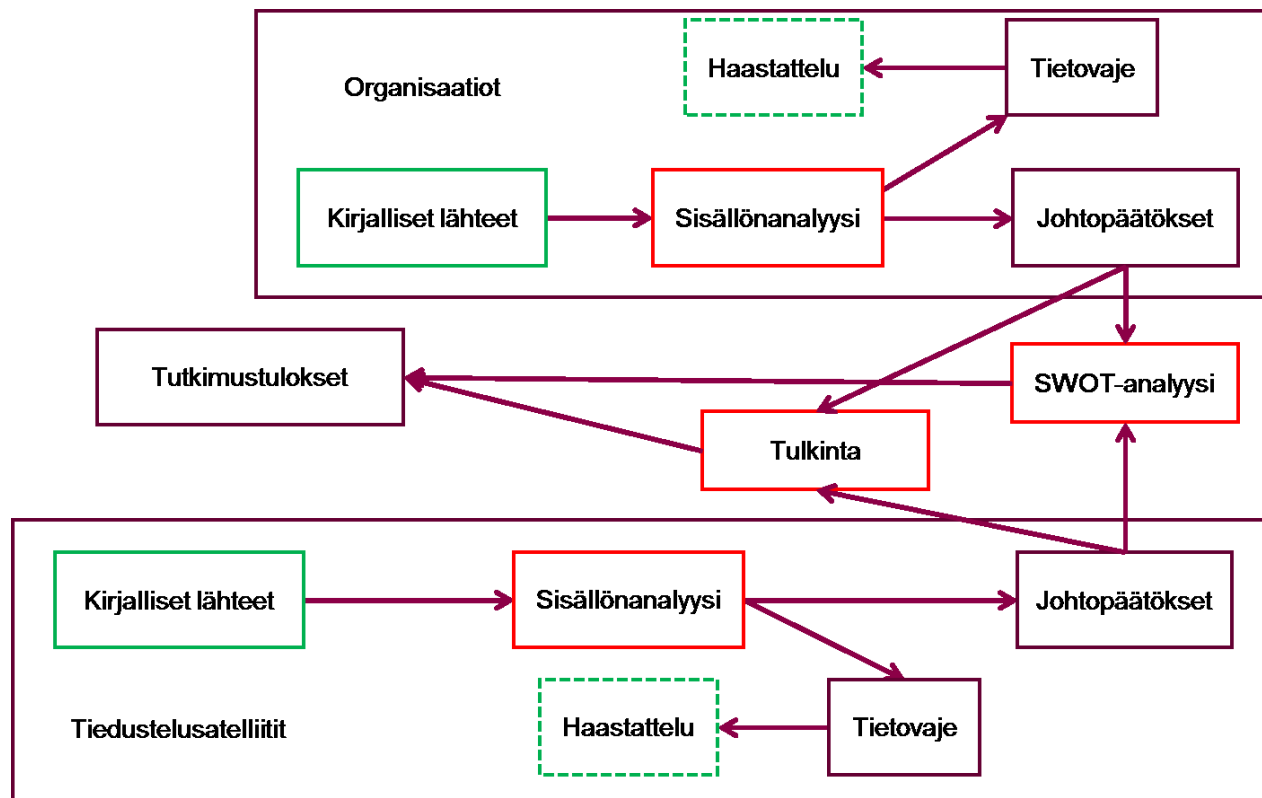 Haastattelu
Tietovaje
Organisaatiot
Kirjalliset lähteet
Sisällönanalyysi
Johtopäätökset
Tutkimustulokset
SWOT-analyysi
Tulkinta
Kirjalliset lähteet
Sisällönanalyysi
Johtopäätökset
Tiedustelusatelliitit
Haastattelu
Tietovaje